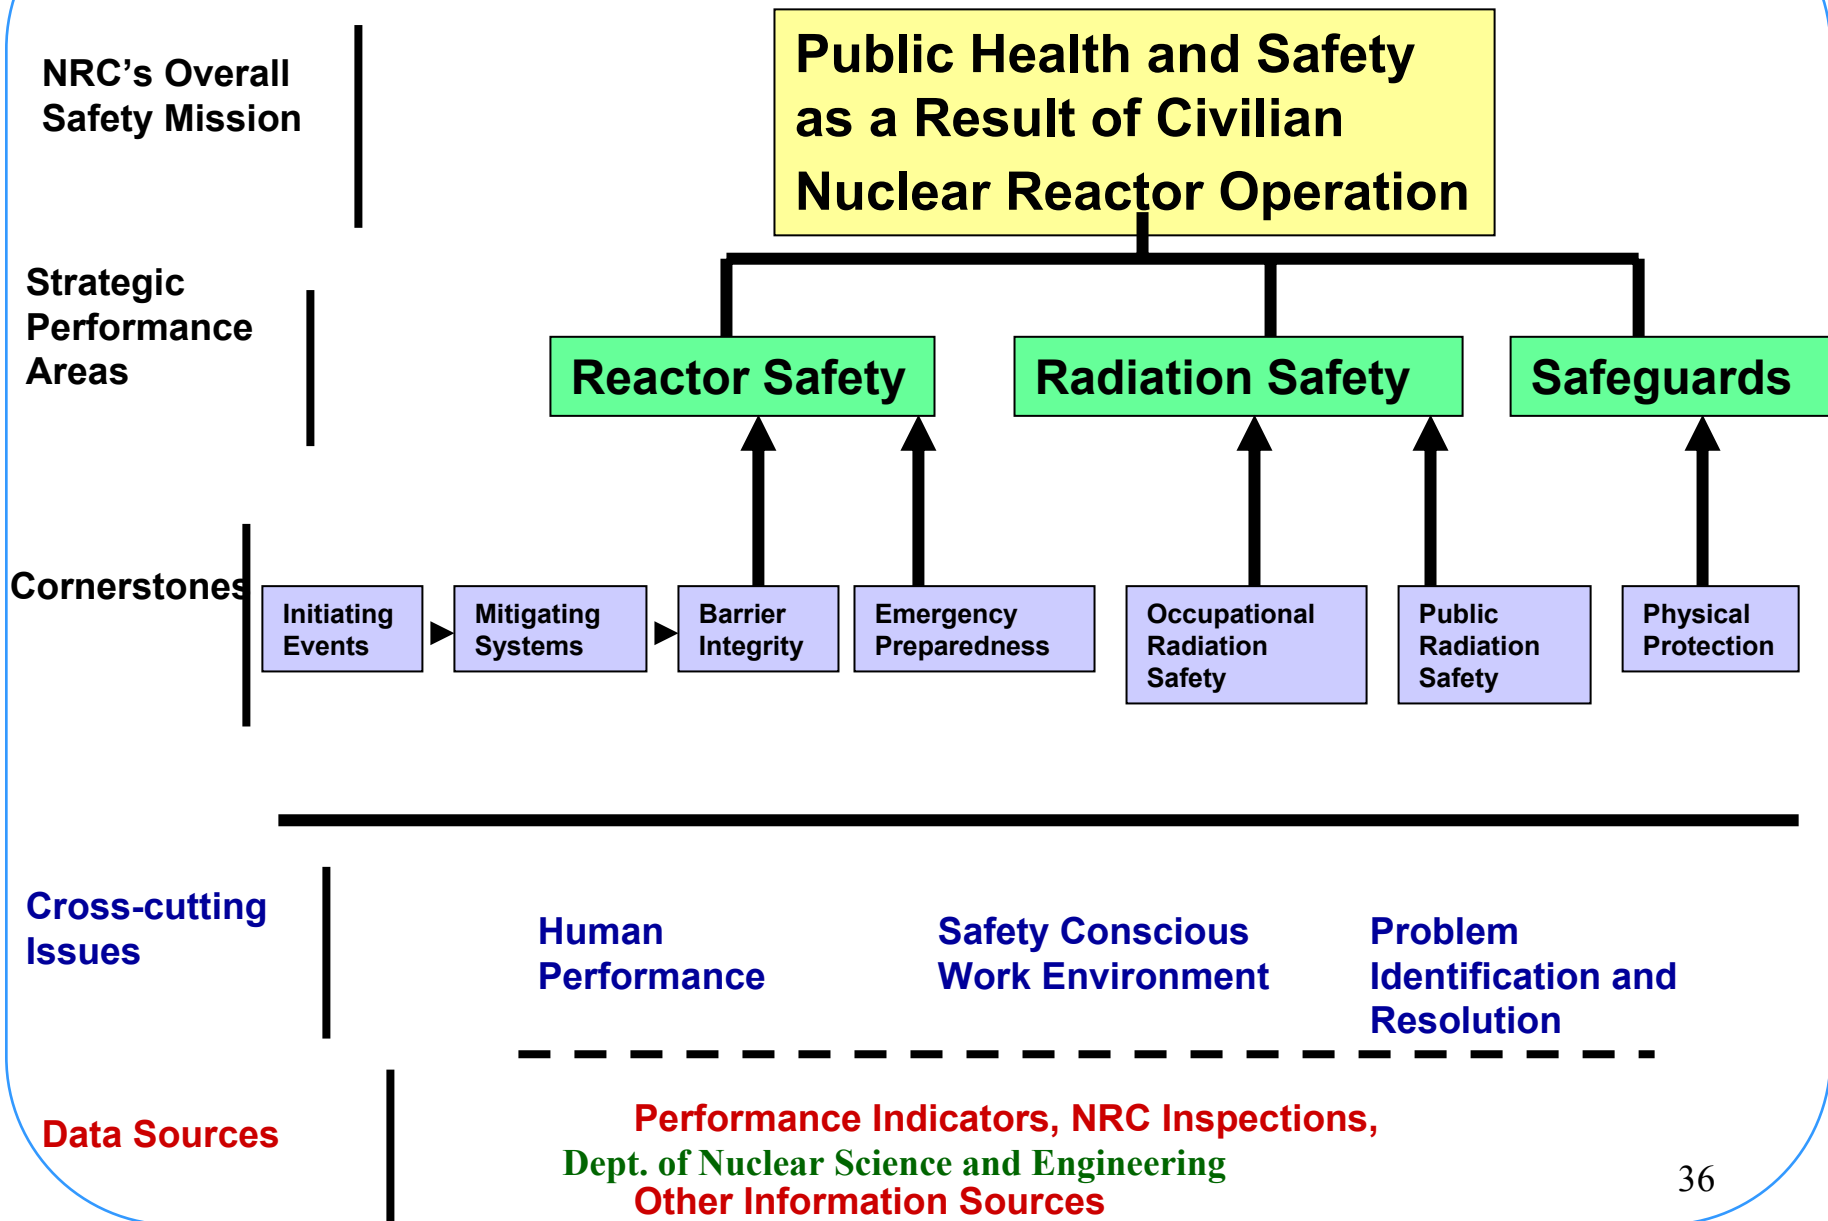 NRC's Overall
Safety Mission
Public Health and Safety
as a Result of Civilian
Nuclear Reactor Operation
Strategic
Performance
Areas
Reactor Safety
Radiation Safety
Safeguards
Cornerstones
Initiating
Events
Mitigating
Systems
Barrier
Integrity
Emergency
Preparedness
Occupational
Radiation
Safety
Public
Radiation
Safety
Physical
Protection
Cross-cutting
Issues
Human
Performance
Safety Conscious
Work Environment
Problem
Identification and
Resolution
Data Sources
Performance Indicators, NRC Inspections,
Dept. of Nuclear Science and Engineering
Other Information Sources
36